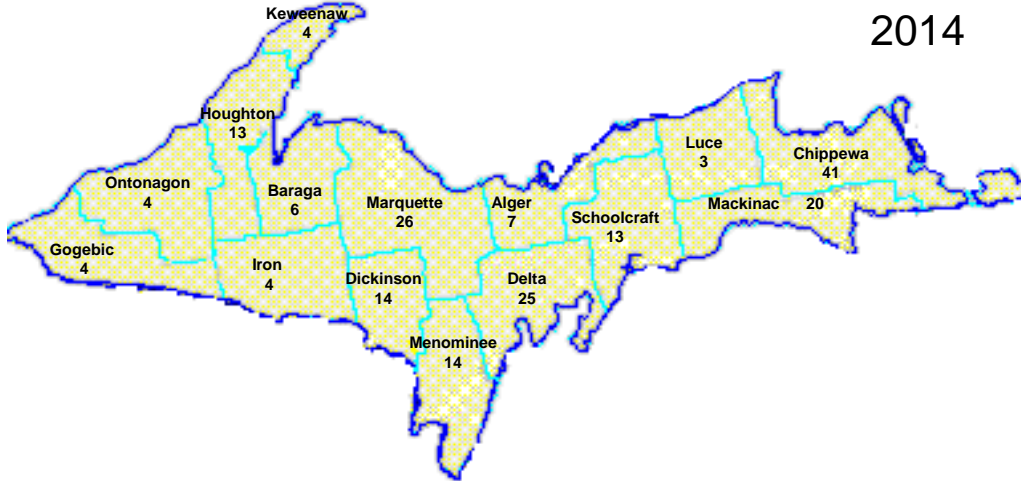 Keweenaw
4
2014
Houghton
13
Luce
3
Chippewa
41
Ontonagon
4
Baraga
6
Marquette
26
Alger
7
Schoolcraft
13
Mackinac 20
Gogebic
4
Iron
4
Dickinson
14
Delta
25
Menominee
14